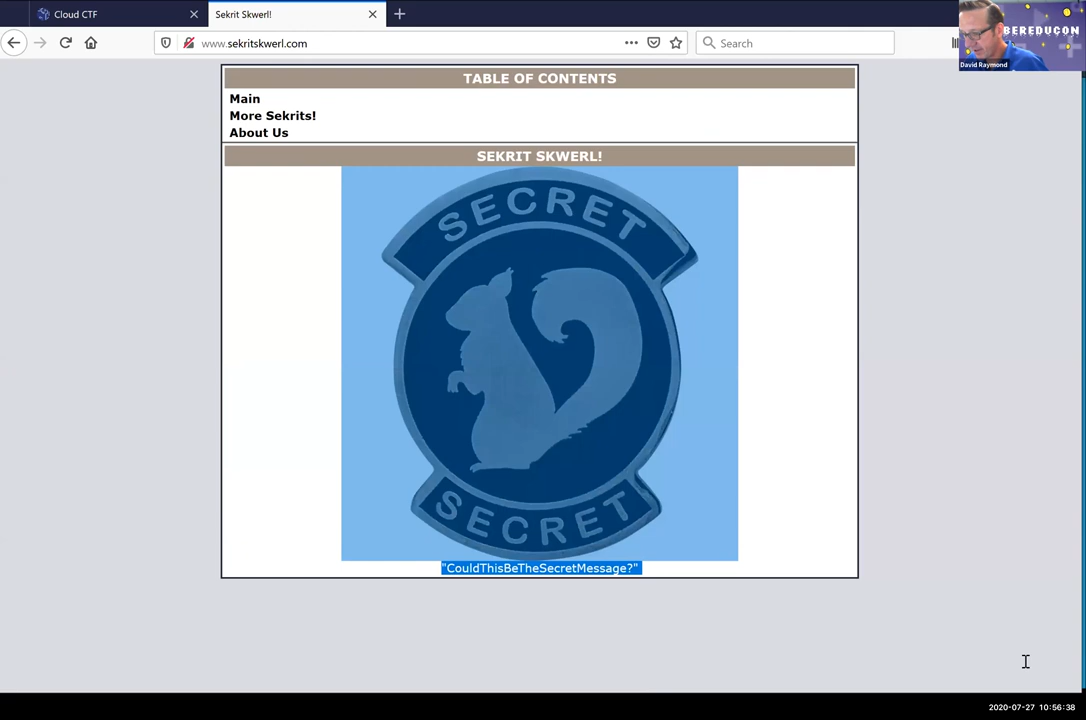 Cloud CTF
Sekrit Skwerl!
www.sekritskwerl.com
Search
BEREDUCON
David Raymond
TABLE OF CONTENTS
Main
More Sekrits!
About Us
SEKRIT SKWERL!
SECRET
SECRET
"CouldThisBeTheSecretMessage?"
2020-07-27 10:56:38